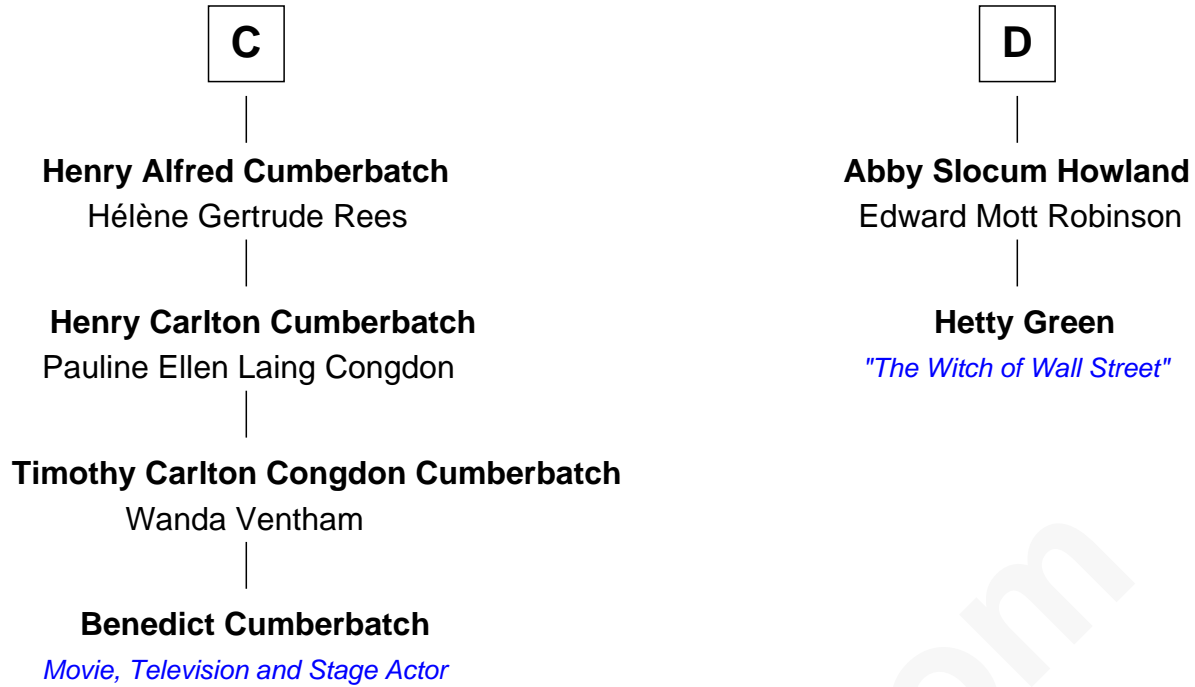 C
Henry Alfred Cumberbatch
Hélène Gertrude Rees
Henry Carlton Cumberbatch
Pauline Ellen Laing Congdon
Timothy Carlton Congdon Cumberbatch
Wanda Ventham
Benedict Cumberbatch
Movie, Television and Stage Actor
D
Abby Slocum Howland
Edward Mott Robinson
Hetty Green
"The Witch of Wall Street"
om